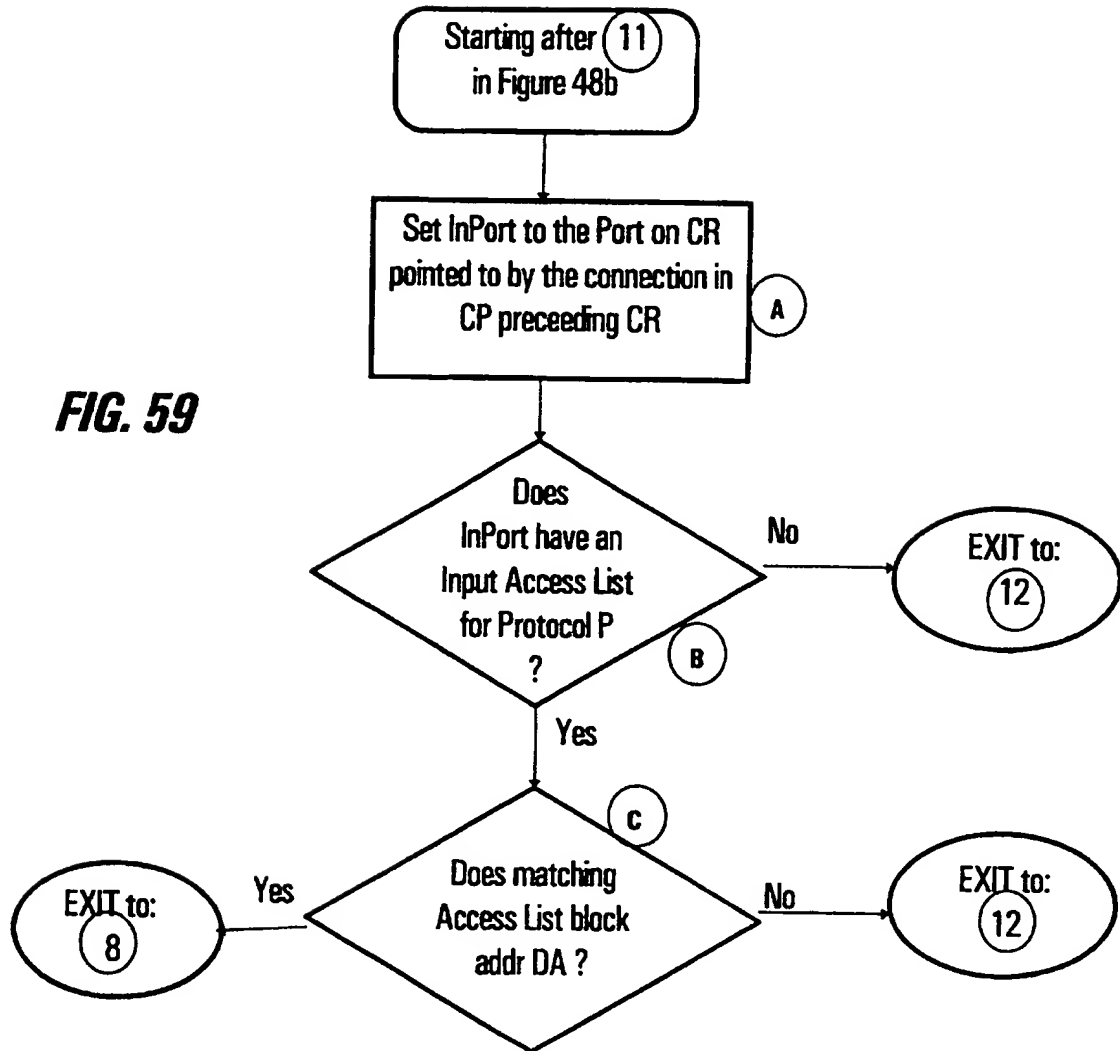 Starting after 11
in Figure 48b
Set InPort to the Port on CR
pointed to by the connection in
CP preceeding CR
A
FIG. 59
Does
InPort have an
Input Access List
for Protocol P
?
B
No
EXIT to:
12
Yes
C
Does matching
Access List block
addr DA ?
Yes
EXIT to:
8
No
EXIT to:
12